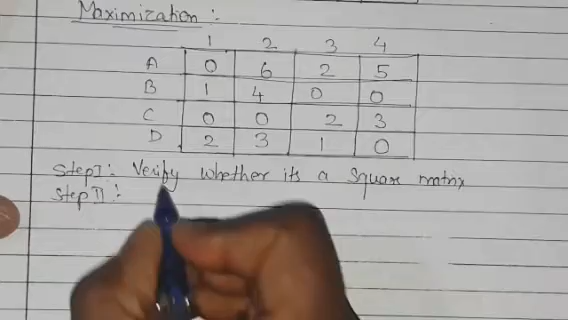 Maximization :
1 2 3 4
A 0 6 2 5
B 1 4 0 0
C 0 0 2 3
D 2 3 1 0
Step I: Verify whether its a Square matrix
Step II: